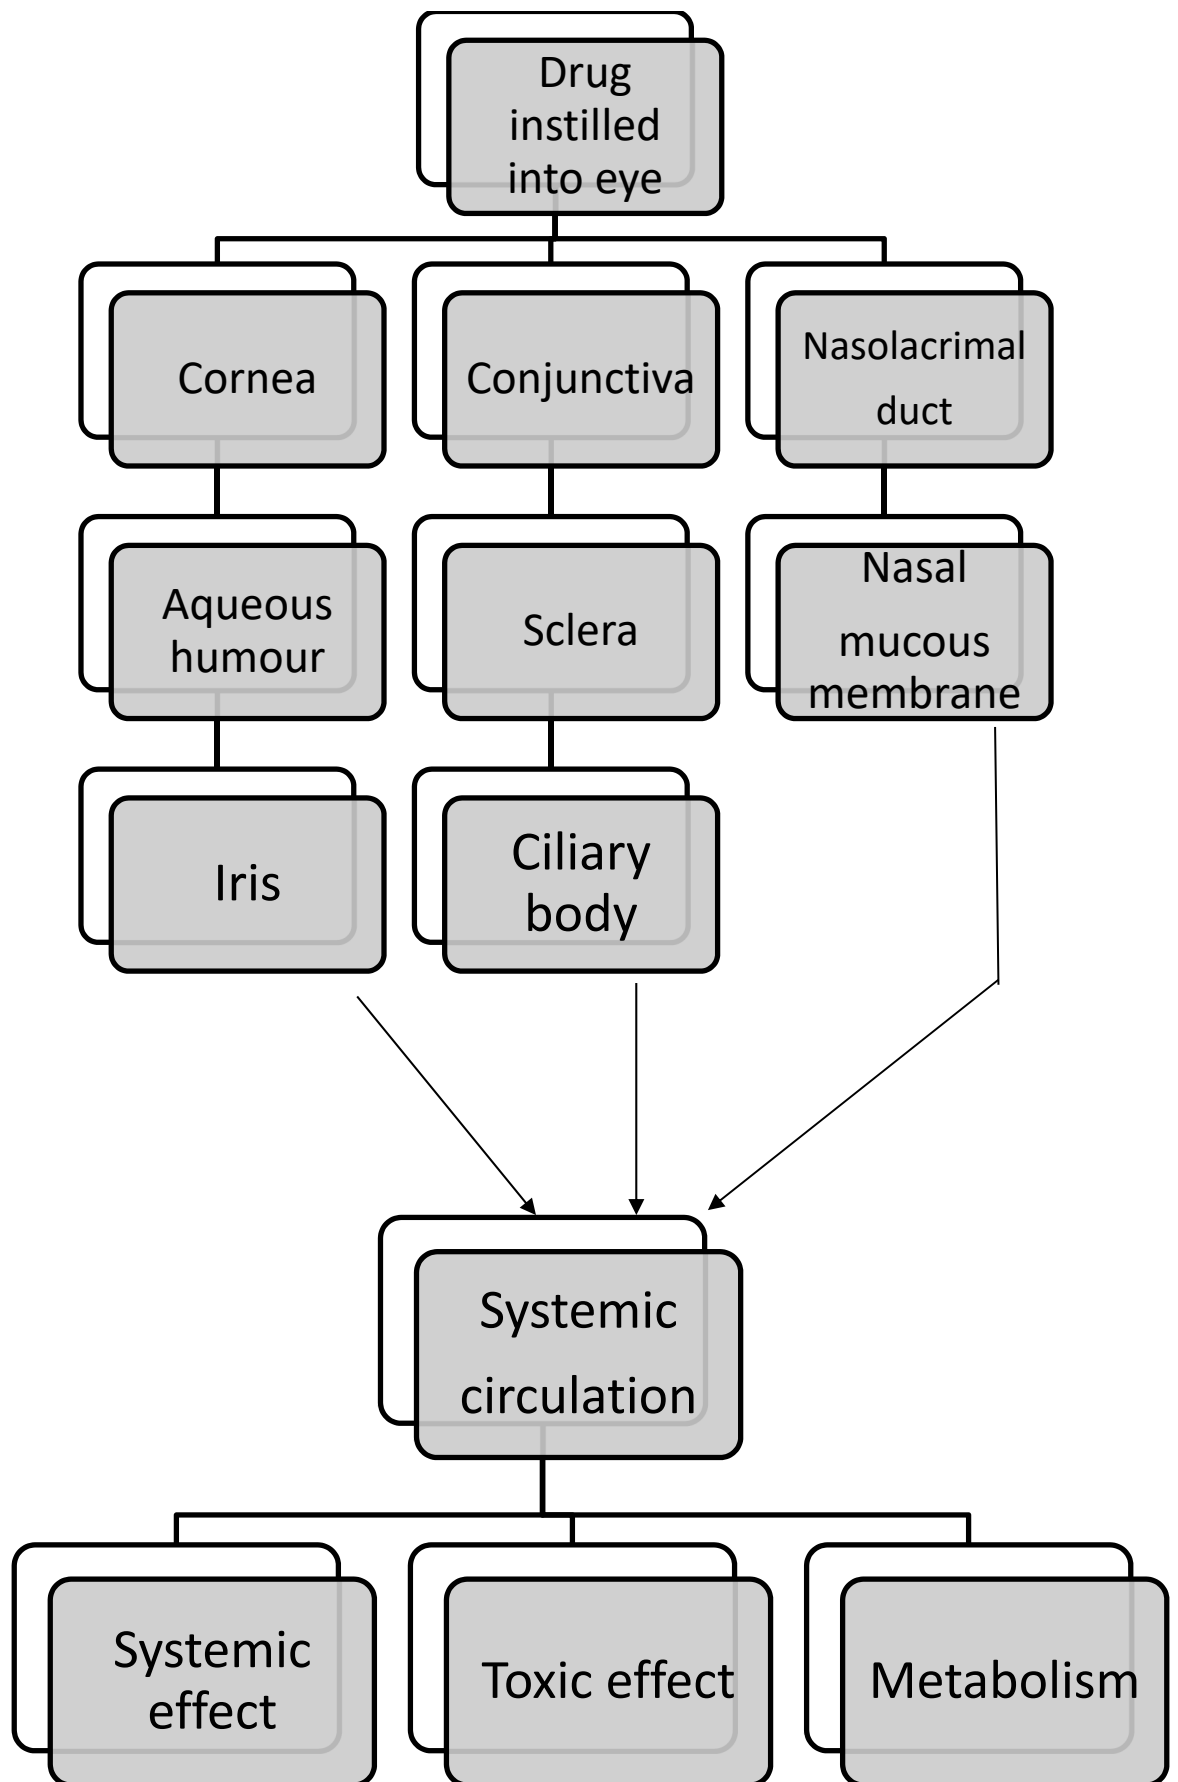 Drug
instilled
into eye
Cornea
Conjunctiva
Nasolacrimal
duct
Aqueous
humour
Sclera
Nasal
mucous
membrane
Iris
Ciliary
body
Systemic
circulation
Systemic
effect
Toxic effect
Metabolism